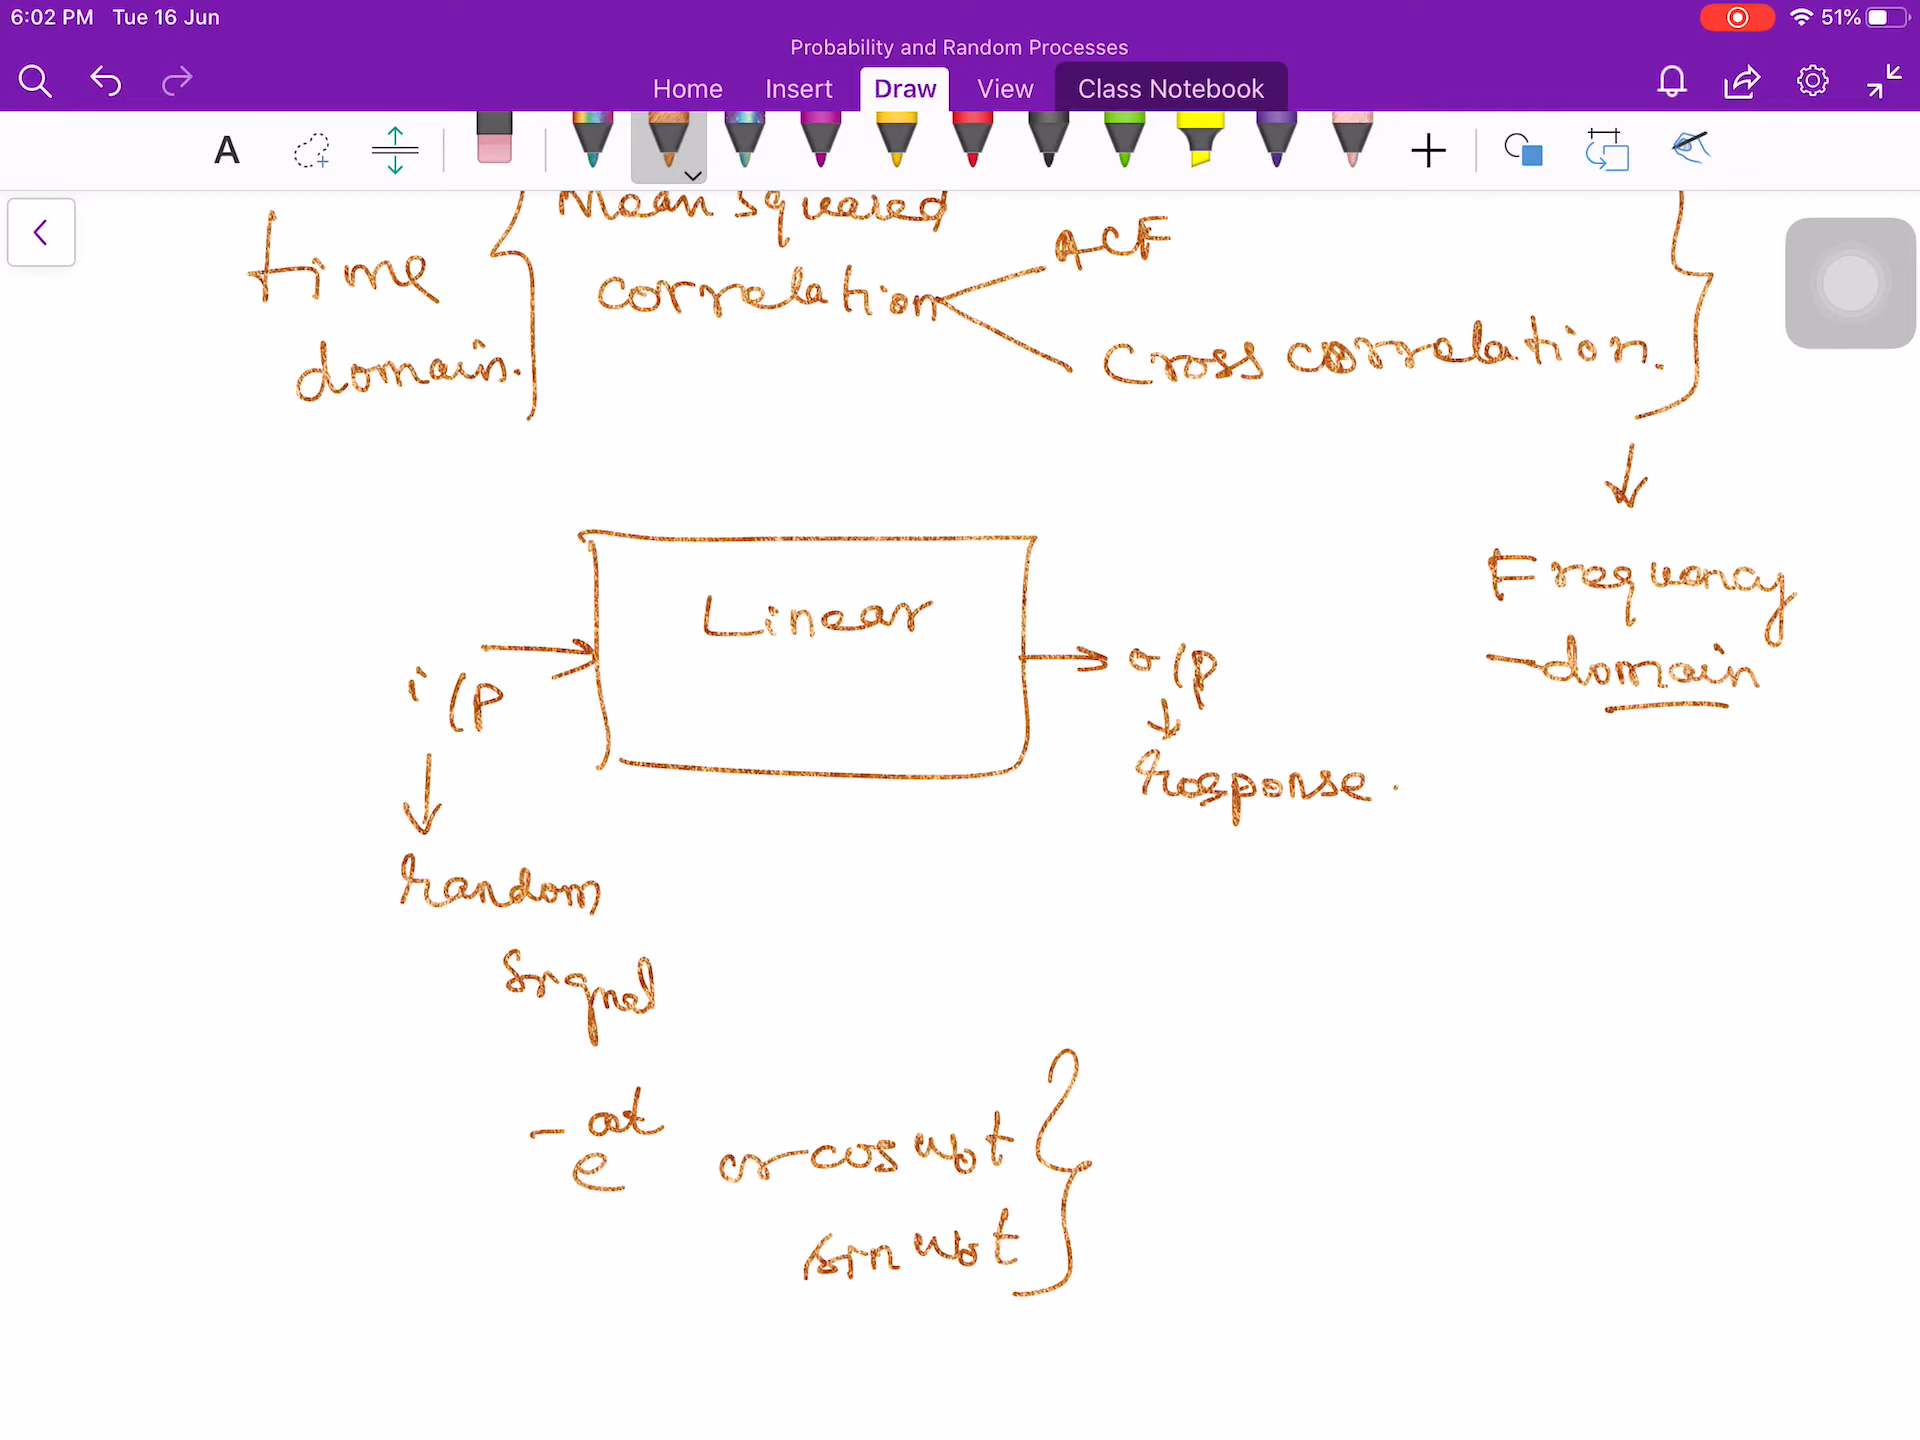 6:02 PM Tue 16 Jun
51%
Probability and Random Processes
Home Insert Draw View Class Notebook
A
Mean squared
time
domain.
correlation
ACF
Cross correlation.
Frequency
domain
Linear
i/p
o/p
response.
random
signal
- e^at or cos ω₀t
sin ω₀t